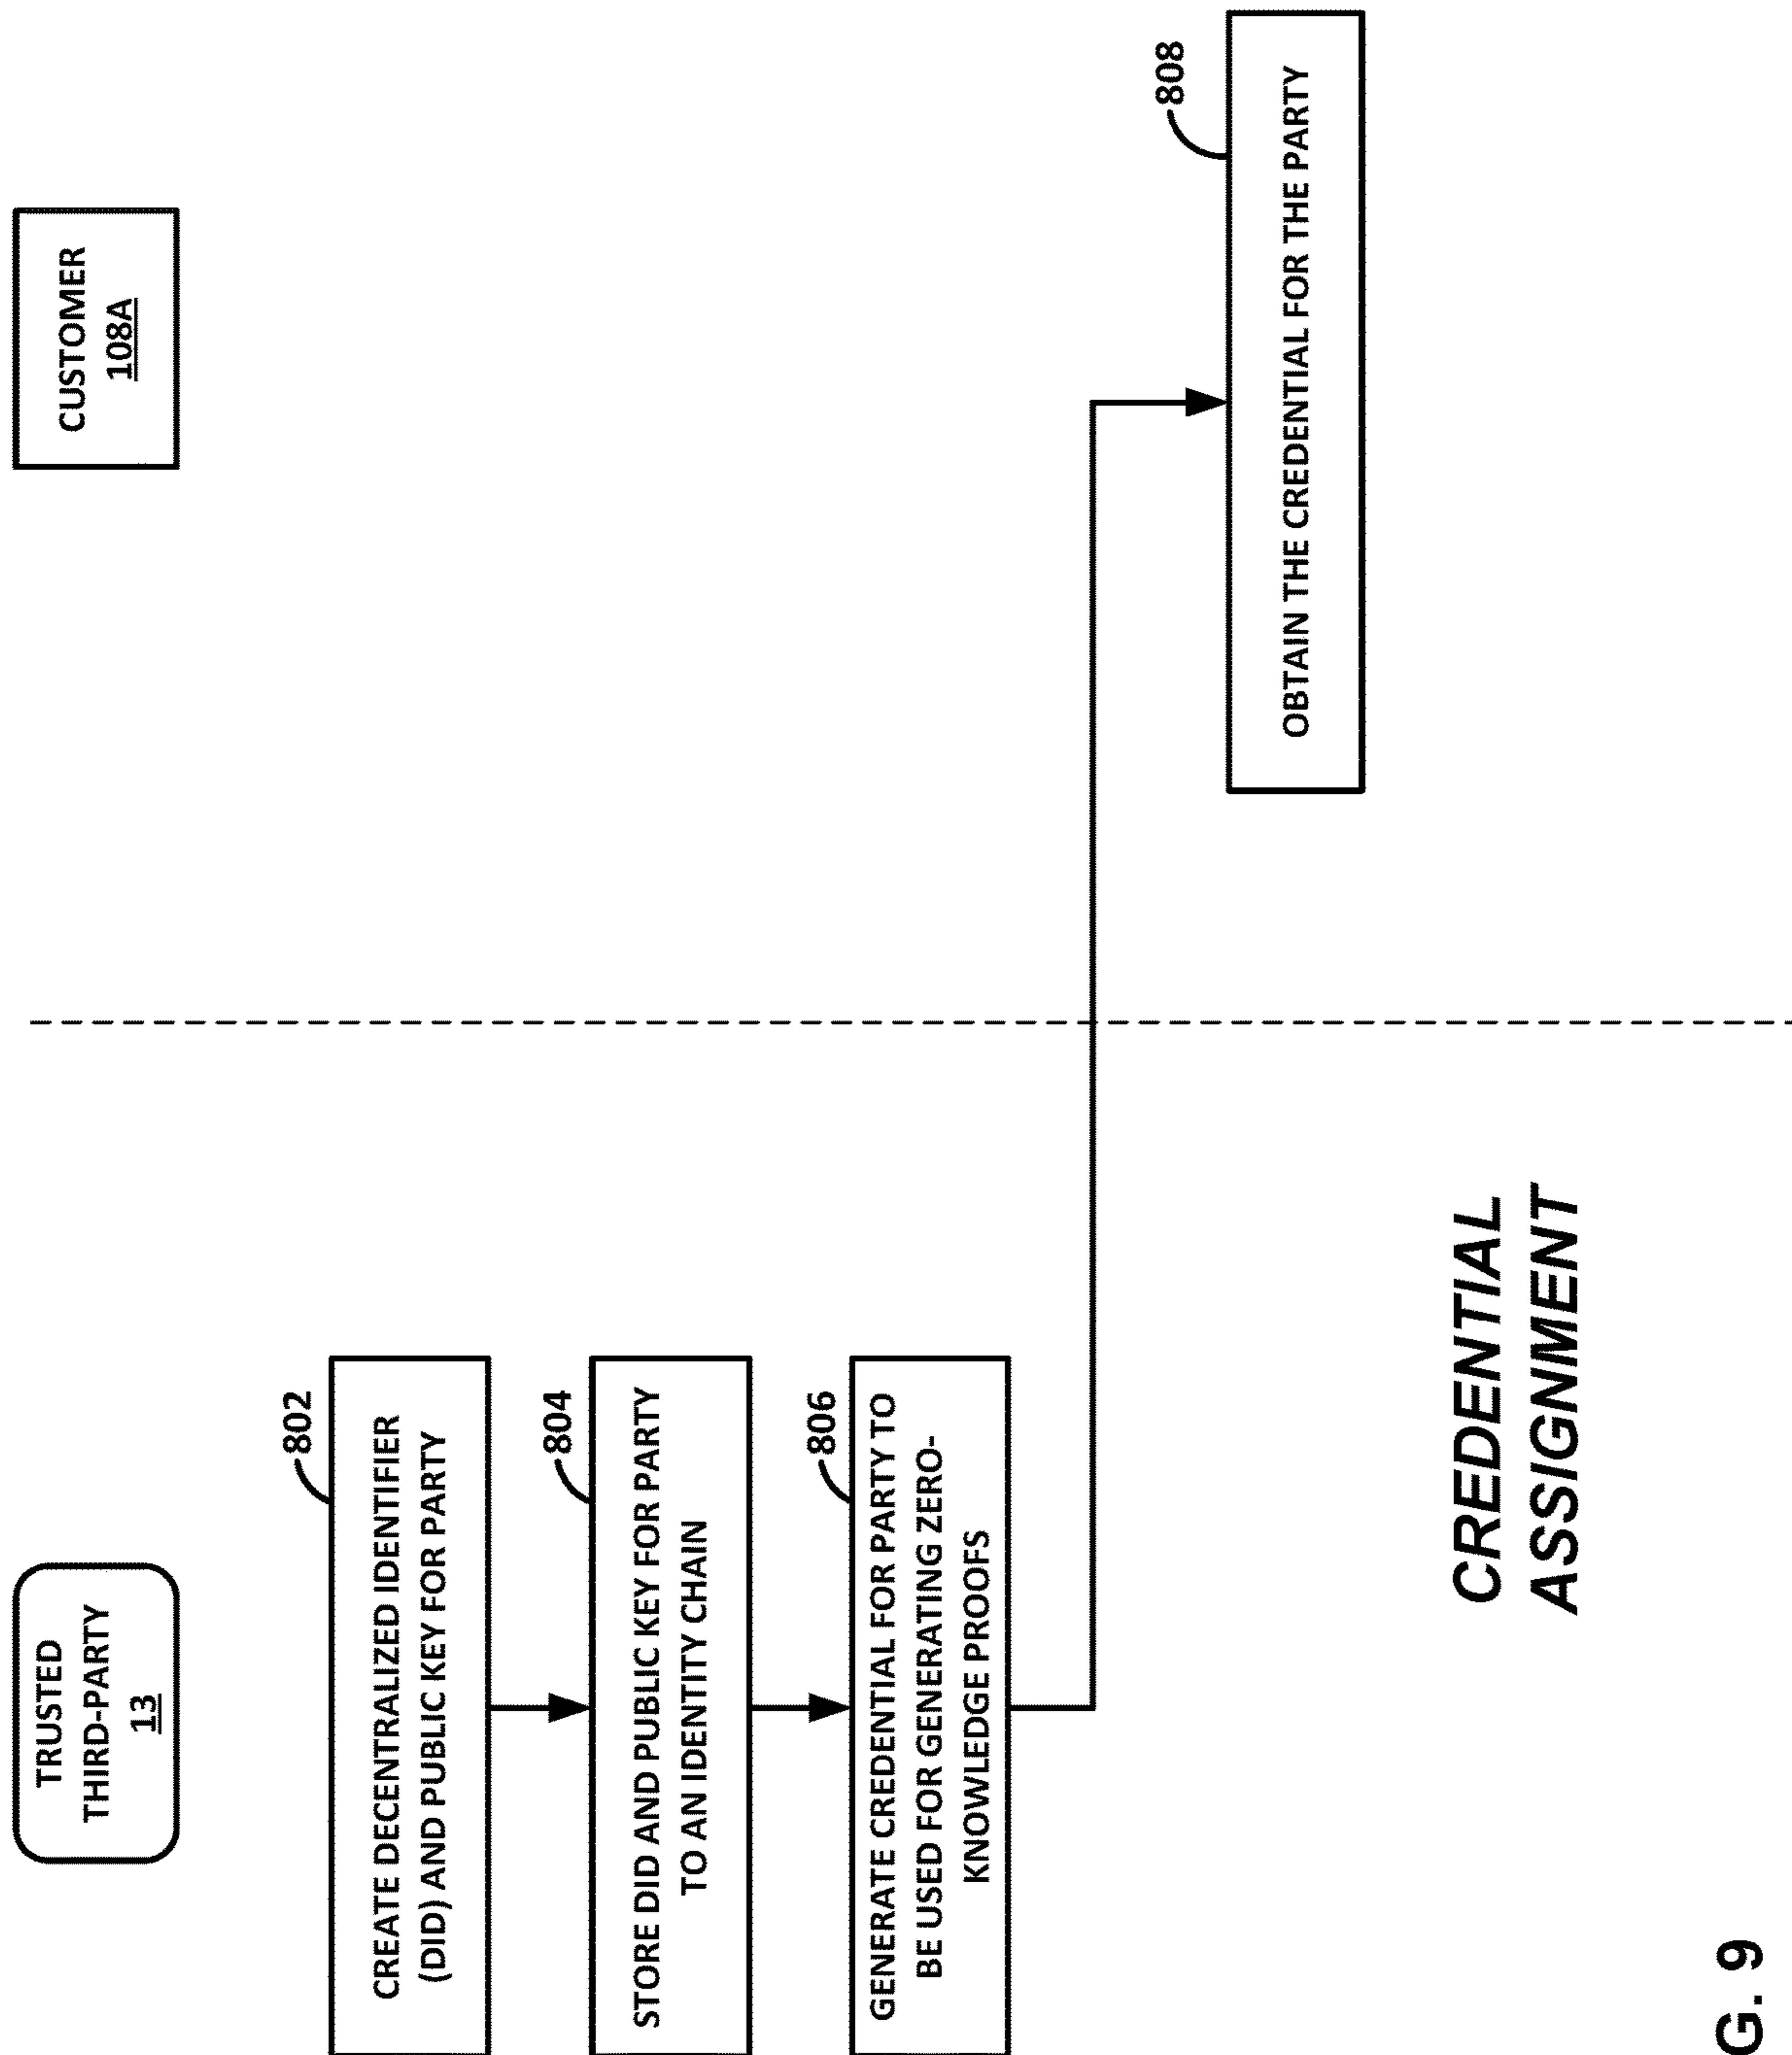 TRUSTED
THIRD-PARTY
13
CUSTOMER
108A
802
CREATE DECENTRALIZED IDENTIFIER
(DID) AND PUBLIC KEY FOR PARTY
804
STORE DID AND PUBLIC KEY FOR PARTY
TO AN IDENTITY CHAIN
806
GENERATE CREDENTIAL FOR PARTY TO
BE USED FOR GENERATING ZERO-
KNOWLEDGE PROOFS
808
OBTAIN THE CREDENTIAL FOR THE PARTY
CREDENTIAL
ASSIGNMENT
G. 9